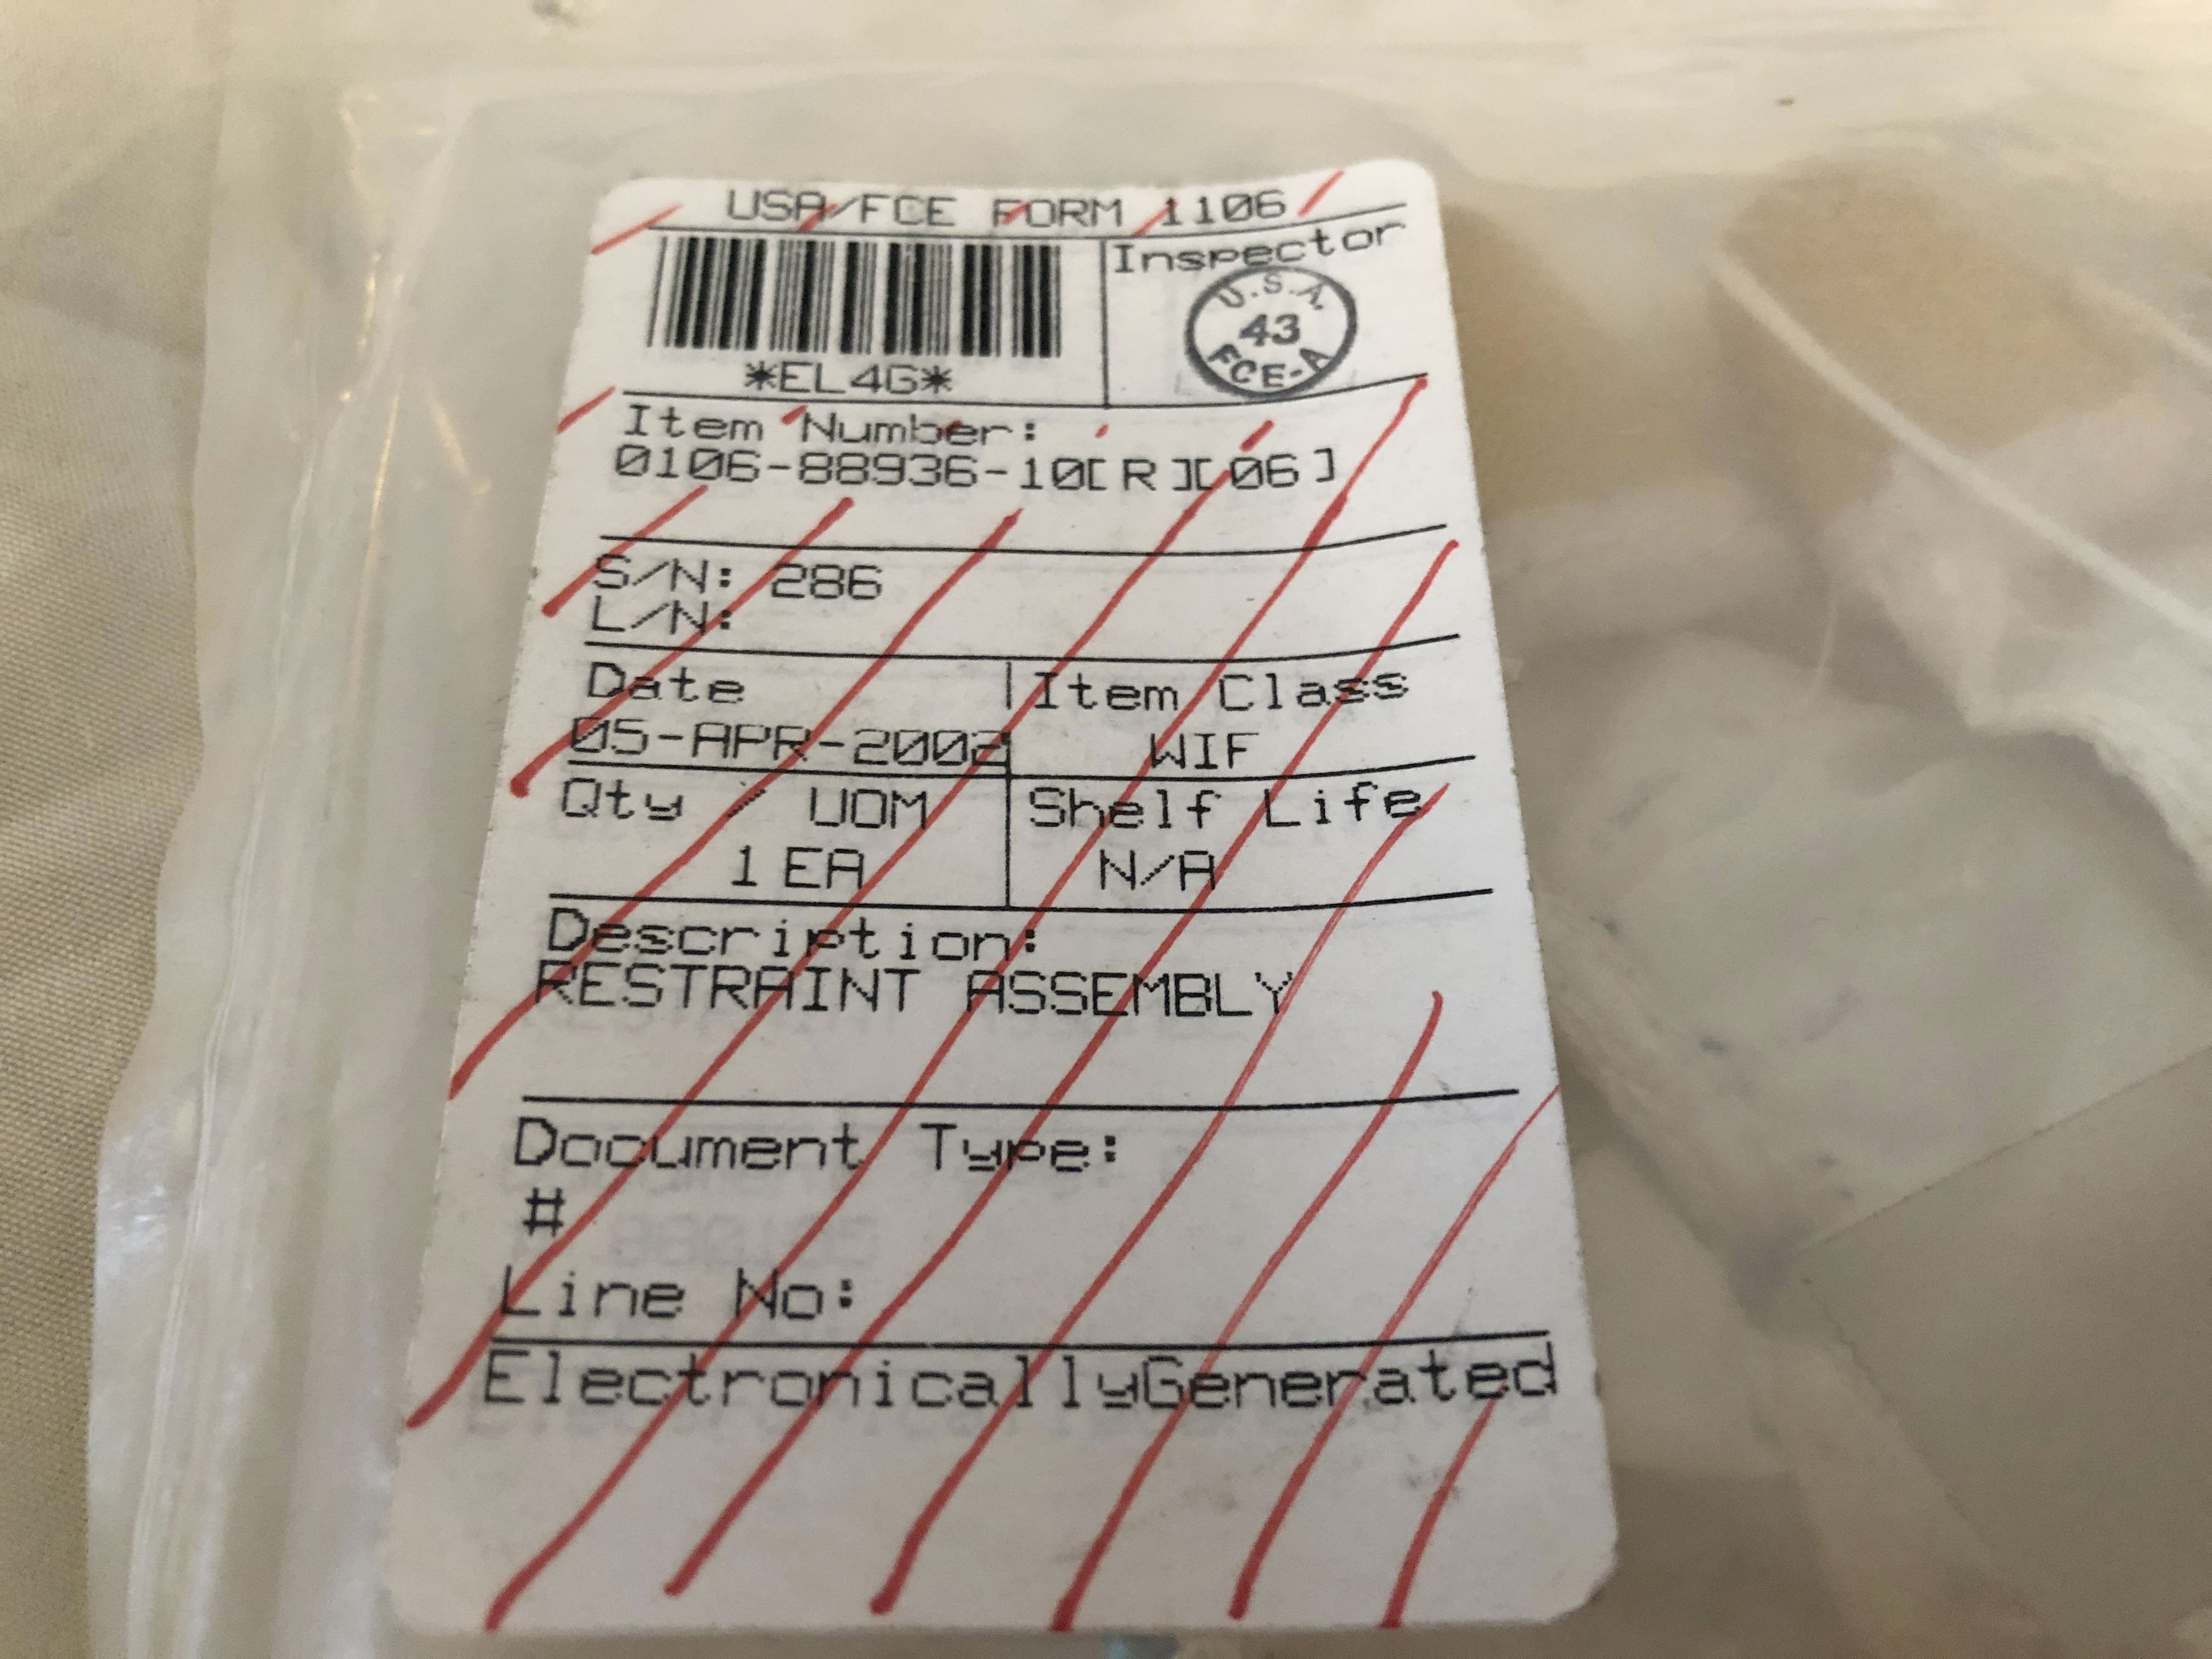 USA/FCE FORM 1106
Inspector
U.S.A.
43
FCE-A
*EL4G*
Item Number:
0106-88936-10[R][06]
S/N: 286
L/N:
Date
05-APR-2002
Item Class
WIF
Qty / UOM
1 EA
Shelf Life
N/A
Description:
RESTRAINT ASSEMBLY
Document Type:
#
Line No:
ElectronicallyGenerated